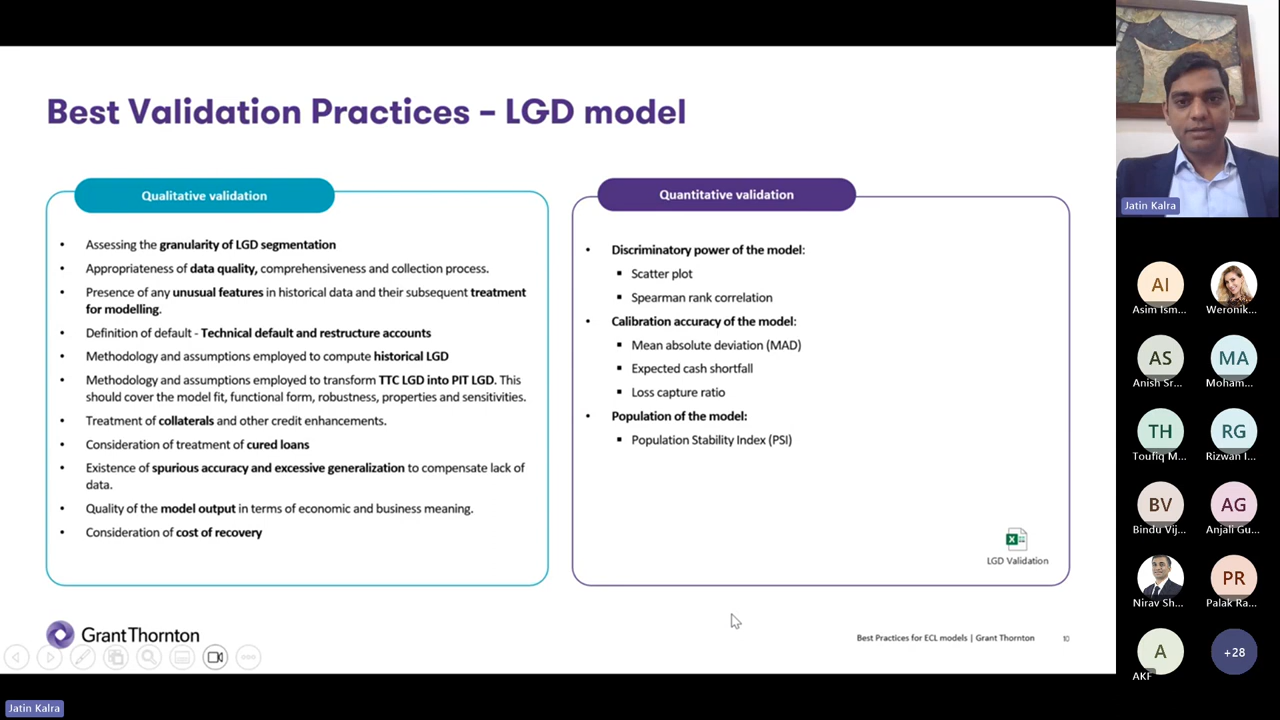 Best Validation Practices – LGD model
Qualitative validation
• Assessing the granularity of LGD segmentation
• Appropriateness of data quality, comprehensiveness and collection process.
• Presence of any unusual features in historical data and their subsequent treatment
for modelling.
• Definition of default - Technical default and restructure accounts
• Methodology and assumptions employed to compute historical LGD
• Methodology and assumptions employed to transform TTC LGD into PIT LGD. This
should cover the model fit, functional form, robustness, properties and sensitivities.
• Treatment of collaterals and other credit enhancements.
• Consideration of treatment of cured loans
• Existence of spurious accuracy and excessive generalization to compensate lack of
data.
• Quality of the model output in terms of economic and business meaning.
• Consideration of cost of recovery
Quantitative validation
• Discriminatory power of the model:
▪ Scatter plot
▪ Spearman rank correlation
• Calibration accuracy of the model:
▪ Mean absolute deviation (MAD)
▪ Expected cash shortfall
▪ Loss capture ratio
• Population of the model:
▪ Population Stability Index (PSI)
LGD Validation
Grant Thornton
Best Practices for ECL models | Grant Thornton 10
Jatin Kalra
Jatin Kalra
AI
Asim Ism...
Weronik...
AS
Anish Sr...
MA
Moham...
TH
Toufiq M...
RG
Rizwan I...
BV
Bindu Vij...
AG
Anjali Gu...
Nirav Sh...
PR
Palak Ra...
A
AKF
+28